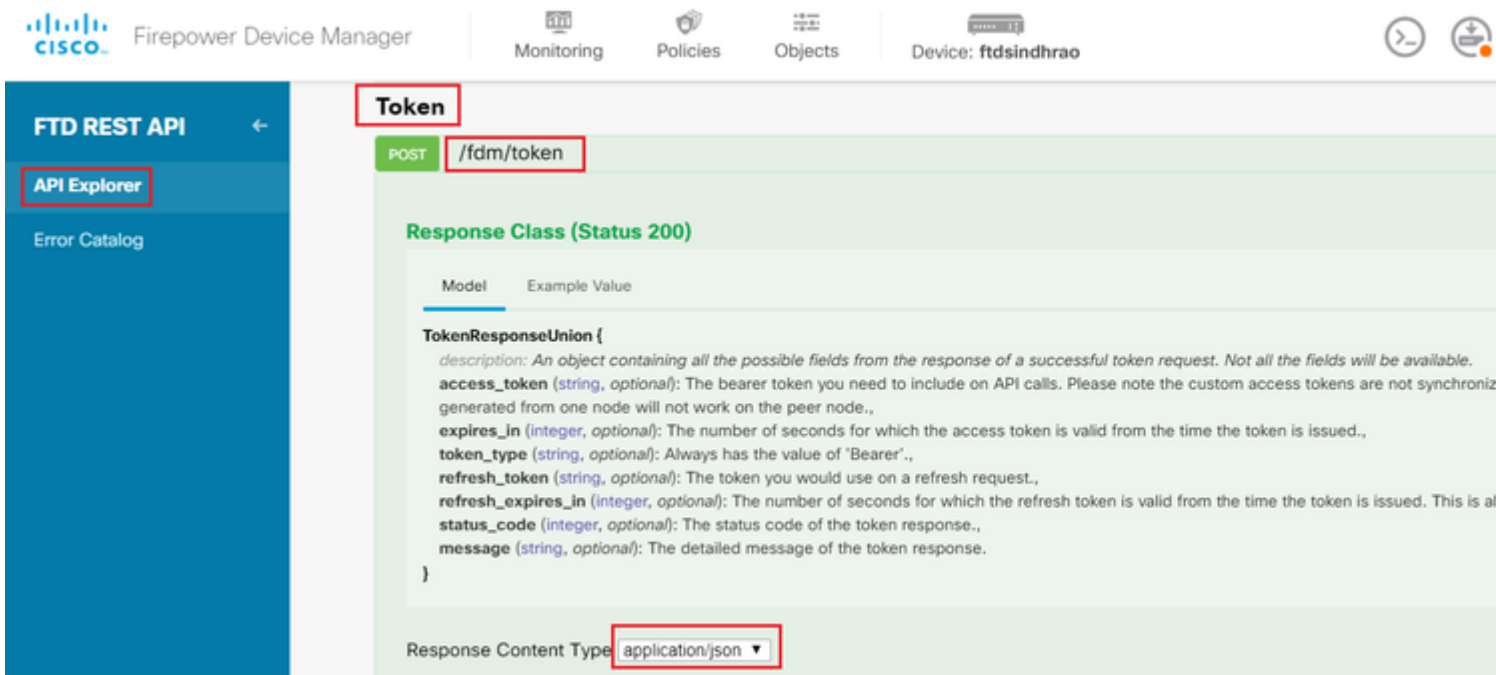 CISCO
Firepower Device Manager
Monitoring
Policies
Objects
Device: ftdsindhrao
FTD REST API
API Explorer
Error Catalog
Token
POST /fdm/token
Response Class (Status 200)
Model Example Value
TokenResponseUnion {
description: An object containing all the possible fields from the response of a successful token request. Not all the fields will be available.
access_token (string, optional): The bearer token you need to include on API calls. Please note the custom access tokens are not synchroniz
generated from one node will not work on the peer node.,
expires_in (integer, optional): The number of seconds for which the access token is valid from the time the token is issued.,
token_type (string, optional): Always has the value of 'Bearer'.,
refresh_token (string, optional): The token you would use on a refresh request.,
refresh_expires_in (integer, optional): The number of seconds for which the refresh token is valid from the time the token is issued. This is al
status_code (integer, optional): The status code of the token response.,
message (string, optional): The detailed message of the token response.
}
Response Content Type application/json